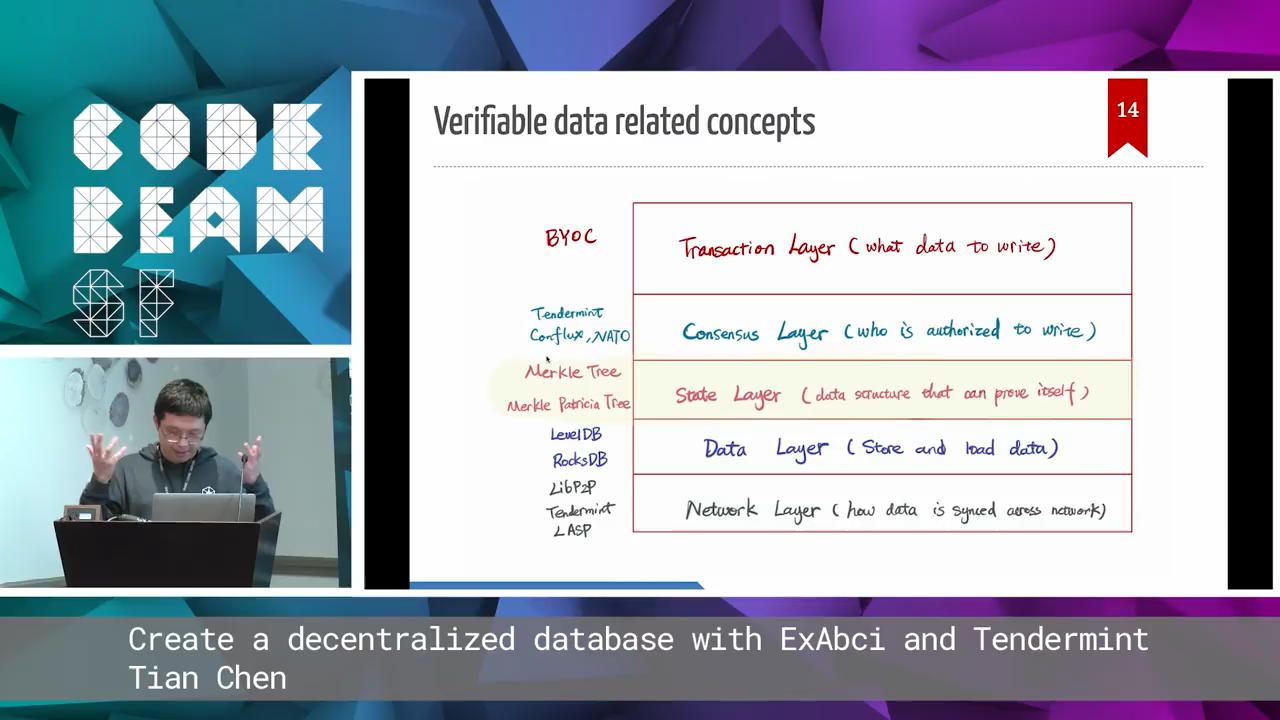 CODE
BEAM
SF
Verifiable data related concepts
14
BYOC
Transaction Layer (what data to write)
Tendermint
Conflux, NATO
Consensus Layer (who is authorized to write)
Merkle Tree
Merkle Patricia Tree
State Layer (data structure that can prove itself)
LevelDB
RocksDB
Data Layer (Store and load data)
LibP2P
Tendermint
LASP
Network Layer (how data is synced across network)
Create a decentralized database with ExAbci and Tendermint
Tian Chen